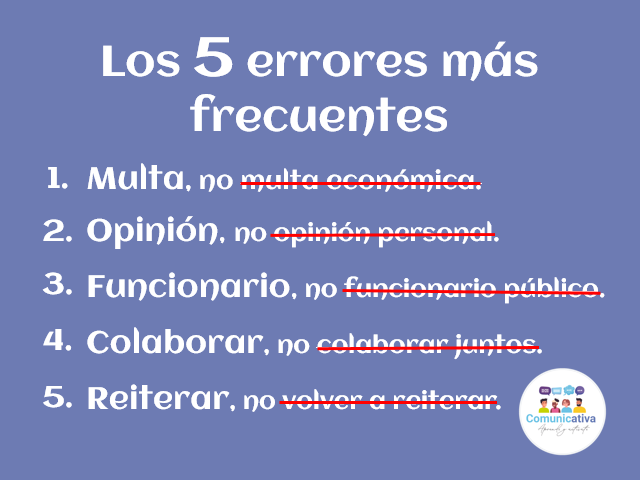 Los 5 errores más
frecuentes
1. Multa, no multa económica.
2. Opinión, no opinión personal.
3. Funcionario, no funcionario público.
4. Colaborar, no colaborar juntos.
5. Reiterar, no volver a reiterar.
Comunicativa